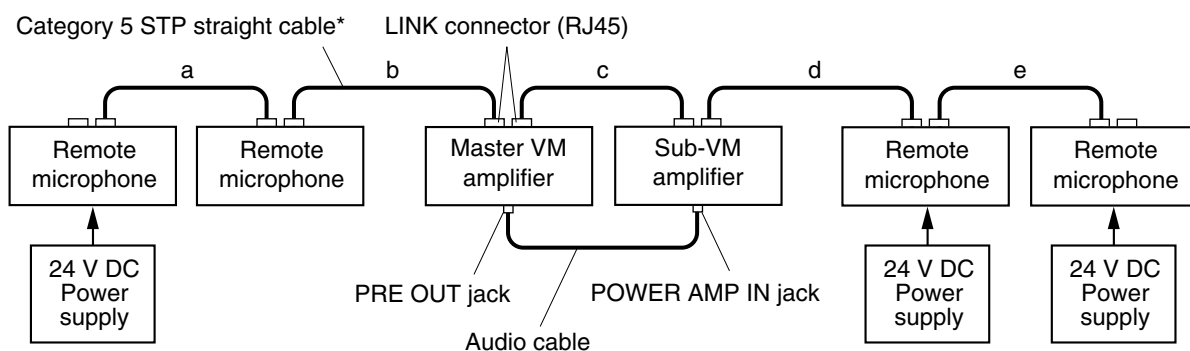 Category 5 STP straight cable*
LINK connector (RJ45)
a
b
c
d
e
Remote
microphone
Remote
microphone
Master VM
amplifier
Sub-VM
amplifier
Remote
microphone
Remote
microphone
24 V DC
Power
supply
PRE OUT jack
POWER AMP IN jack
24 V DC
Power
supply
24 V DC
Power
supply
Audio cable